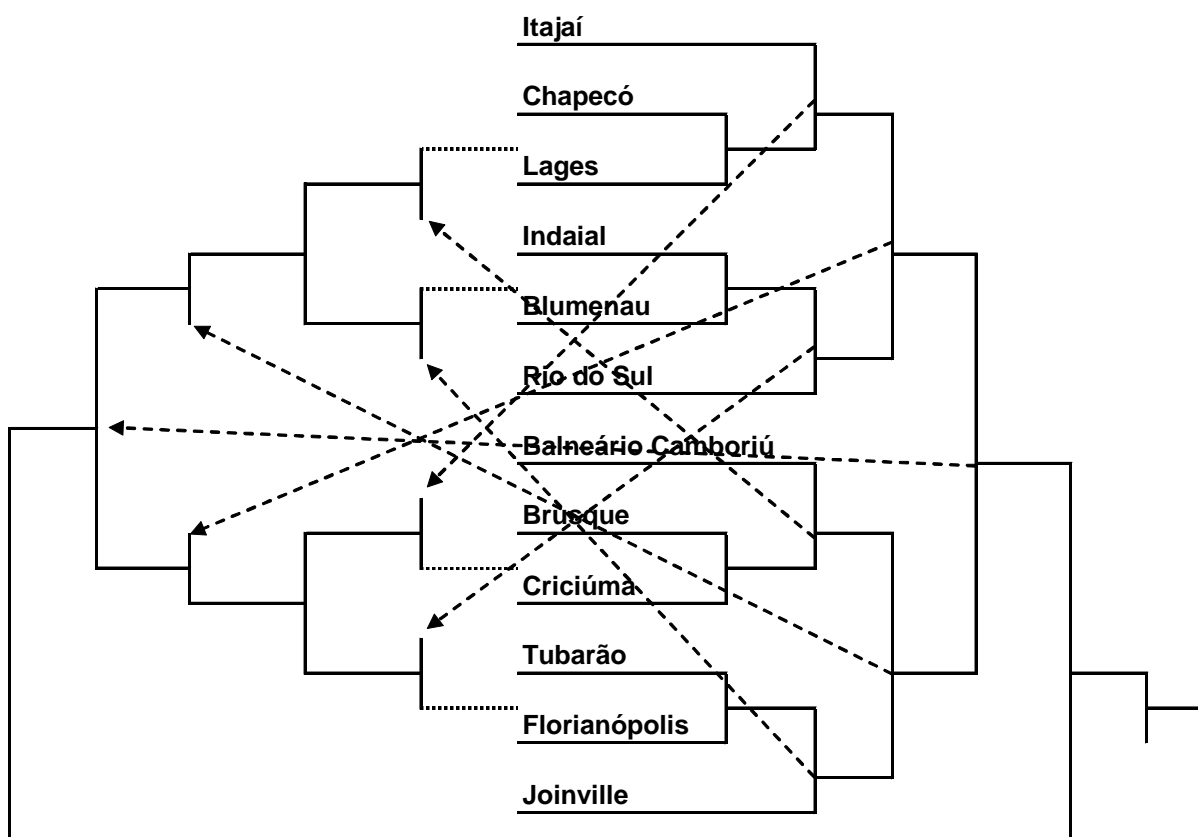 Itajaí
Chapecó
Lages
Indaial
Blumenau
Rio do Sul
Balneário Camboriú
Brusque
Criciúma
Tubarão
Florianópolis
Joinville